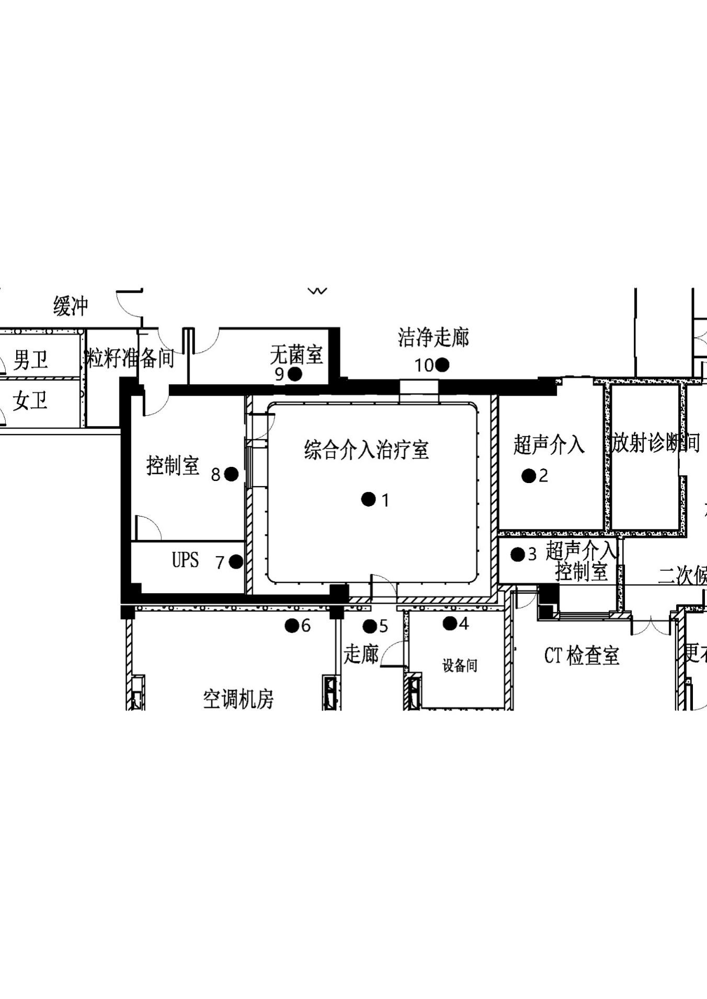 缓冲
洁净走廊
男卫
粒籽准备间
无菌室
9
10
女卫
控制室
8
综合介入治疗室
1
超声介入
2
放射诊断间
UPS
7
3
超声介入
控制室
二次候
6
5
4
走廊
设备间
CT 检查室
空调机房